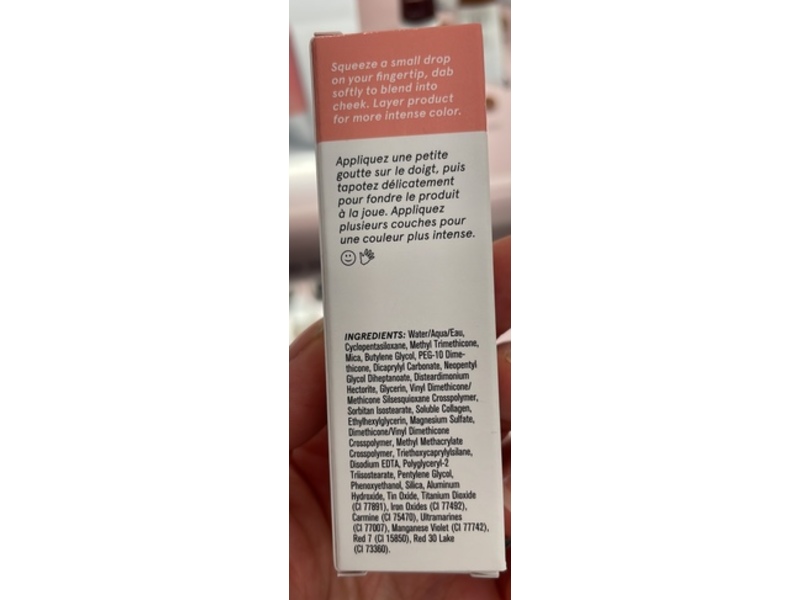 Squeeze a small drop
on your fingertip, dab
softly to blend into
cheek. Layer product
for more intense color.
Appliquez une petite
goutte sur le doigt, puis
tapotez délicatement
pour fondre le produit
à la joue. Appliquez
plusieurs couches pour
une couleur plus intense.
INGREDIENTS: Water/Aqua/Eau,
Cyclopentasiloxane, Methyl Trimethicone,
Mica, Butylene Glycol, PEG-10 Dime-
thicone, Dicaprylyl Carbonate, Neopentyl
Glycol Diheptanoate, Disteardimonium
Hectorite, Glycerin, Vinyl Dimethicone/
Methicone Silsesquioxane Crosspolymer,
Sorbitan Isostearate, Soluble Collagen,
Ethylhexylglycerin, Magnesium Sulfate,
Dimethicone/Vinyl Dimethicone
Crosspolymer, Methyl Methacrylate
Crosspolymer, Triethoxycaprylylsilane,
Disodium EDTA, Polyglyceryl-2
Triisostearate, Pentylene Glycol,
Phenoxyethanol, Silica, Aluminum
Hydroxide, Tin Oxide, Titanium Dioxide
(CI 77891), Iron Oxides (CI 77492),
Carmine (CI 75470), Ultramarines
(CI 77007), Manganese Violet (CI 77742),
Red 7 (CI 15850), Red 30 Lake
(CI 73360).